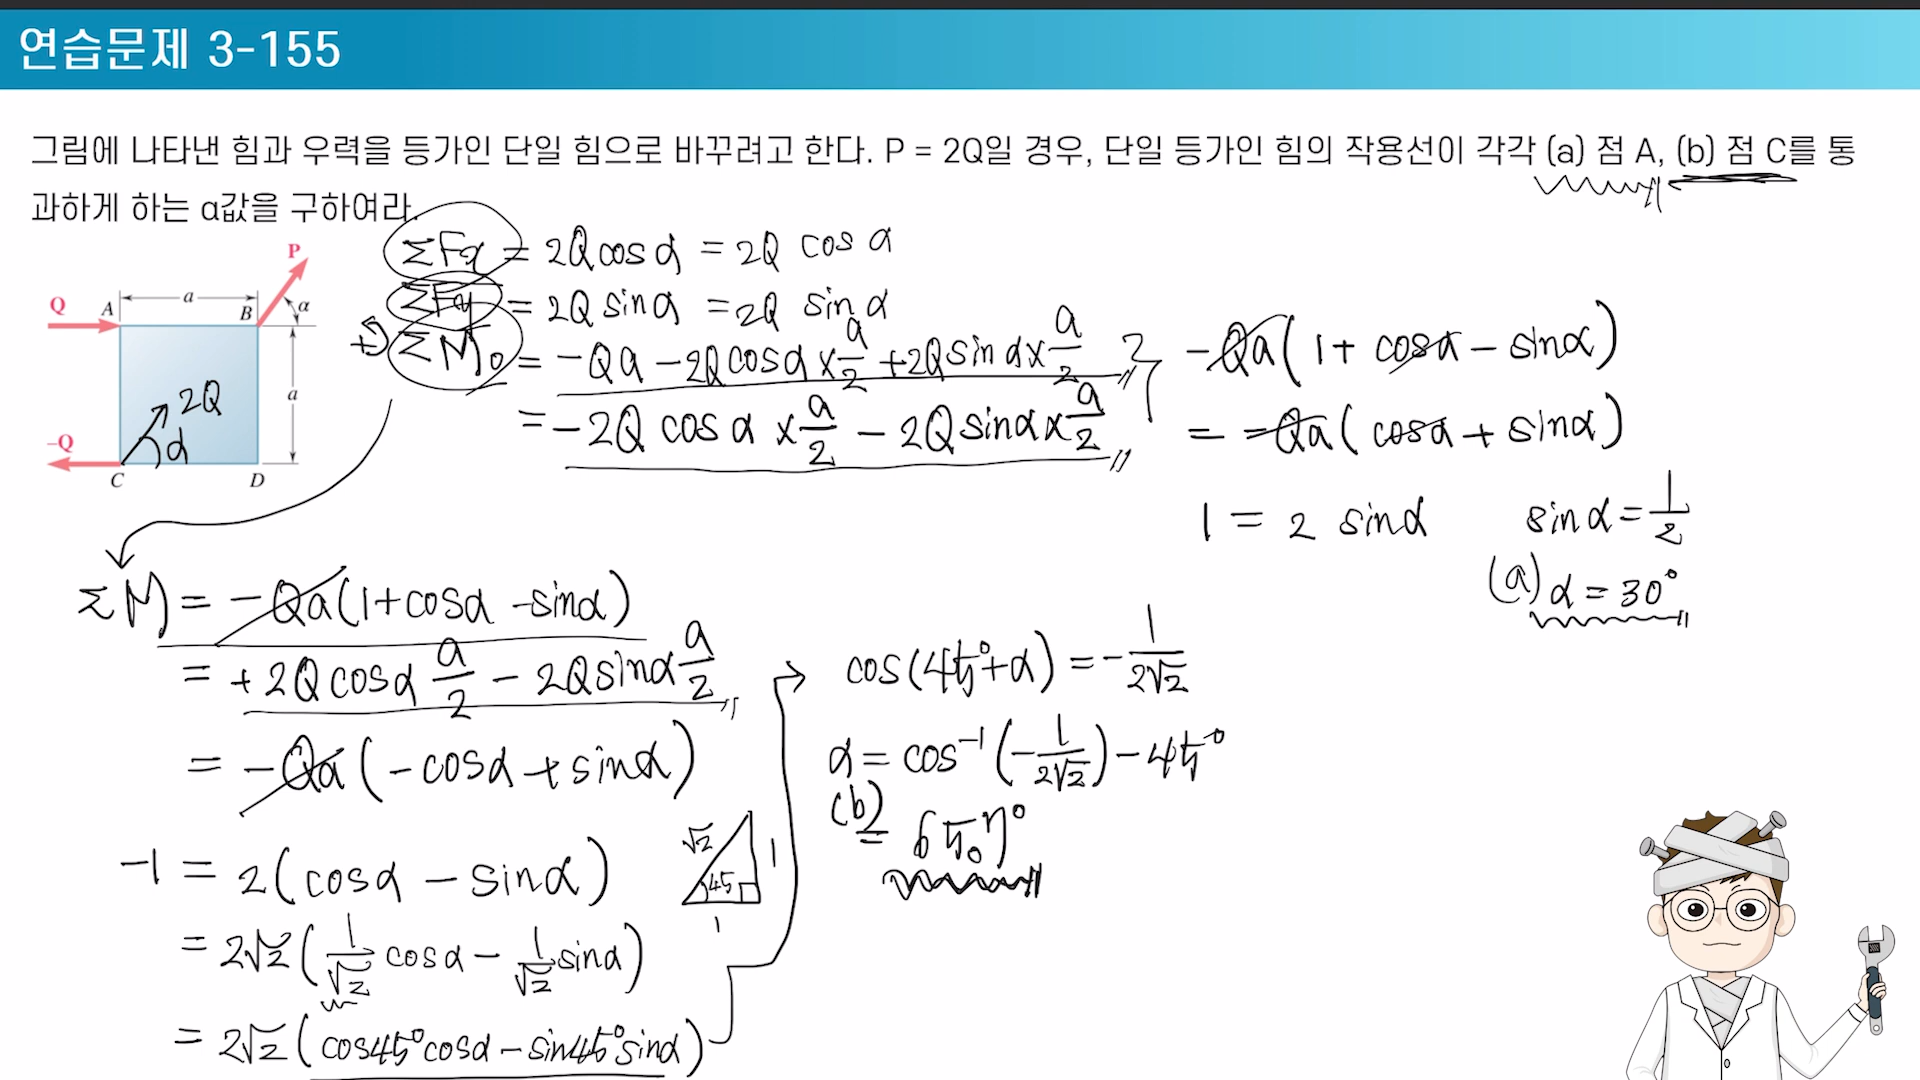 연습문제 3-155
그림에 나타낸 힘과 우력을 등가인 단일 힘으로 바꾸려고 한다. P = 2Q일 경우, 단일 등가인 힘의 작용선이 각각 (a) 점 A, (b) 점 C를 통
과하게 하는 α값을 구하여라.
P
Q
A
a
B
α
a
2Q
α
-Q
C
D
ΣFx = 2Q cos α = 2Q cos α
ΣFy = 2Q sin α = 2Q sin α
+ ΣM₀ = -Qa - 2Q cos α × a/2 + 2Q sin α × a/2
= -2Q cos α × a/2 - 2Q sin α × a/2
-Qa(1 + cos α - sin α)
= -Qa(cos α + sin α)
1 = 2 sin α
sin α = 1/2
(a) α = 30°
ΣM = -Qa(1 + cos α - sin α)
= +2Q cos α a/2 - 2Q sin α a/2
= -Qa(-cos α + sin α)
-1 = 2(cos α - sin α)
= 2√2(1/√2 cos α - 1/√2 sin α)
= 2√2(cos45° cos α - sin45° sin α)
√2
45
1
1
cos(45° + α) = -1/2√2
α = cos⁻¹(-1/2√2) - 45°
(b) 65.7°